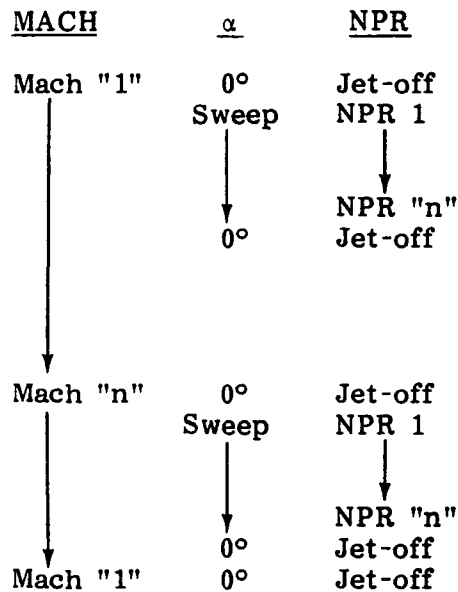 MACH α NPR
Mach "1" 0° Jet-off
Sweep NPR 1
NPR "n"
0° Jet-off
Mach "n" 0° Jet-off
Sweep NPR 1
NPR "n"
0° Jet-off
Mach "1" 0° Jet-off